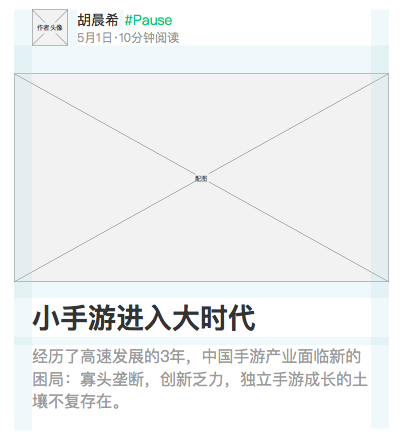 作者头像
胡晨希 #Pause
5月1日·10分钟阅读
配图
小手游进入大时代
经历了高速发展的3年，中国手游产业面临新的
困局：寡头垄断，创新乏力，独立手游成长的土
壤不复存在。